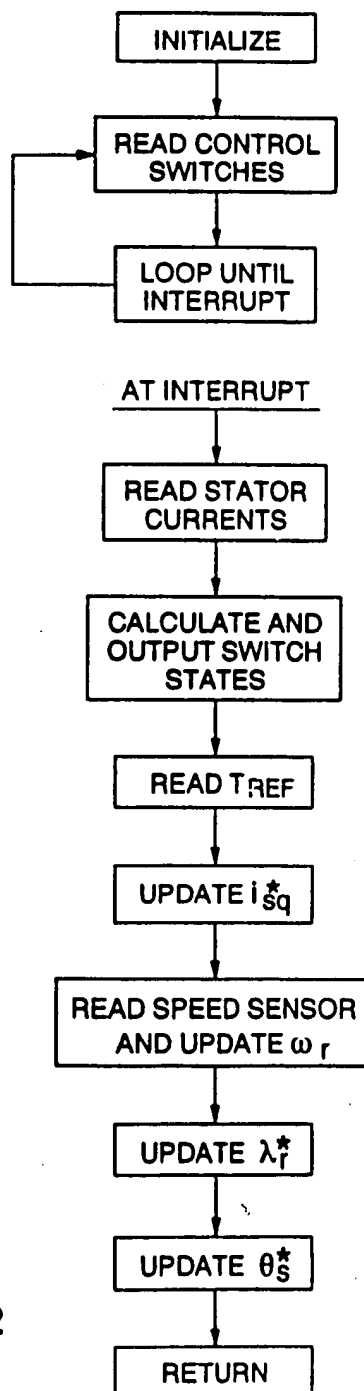 INITIALIZE
READ CONTROL
SWITCHES
LOOP UNTIL
INTERRUPT
AT INTERRUPT
READ STATOR
CURRENTS
CALCULATE AND
OUTPUT SWITCH
STATES
READ TREF
UPDATE i*sq
READ SPEED SENSOR
AND UPDATE ωr
UPDATE λ*r
UPDATE θ*s
RETURN